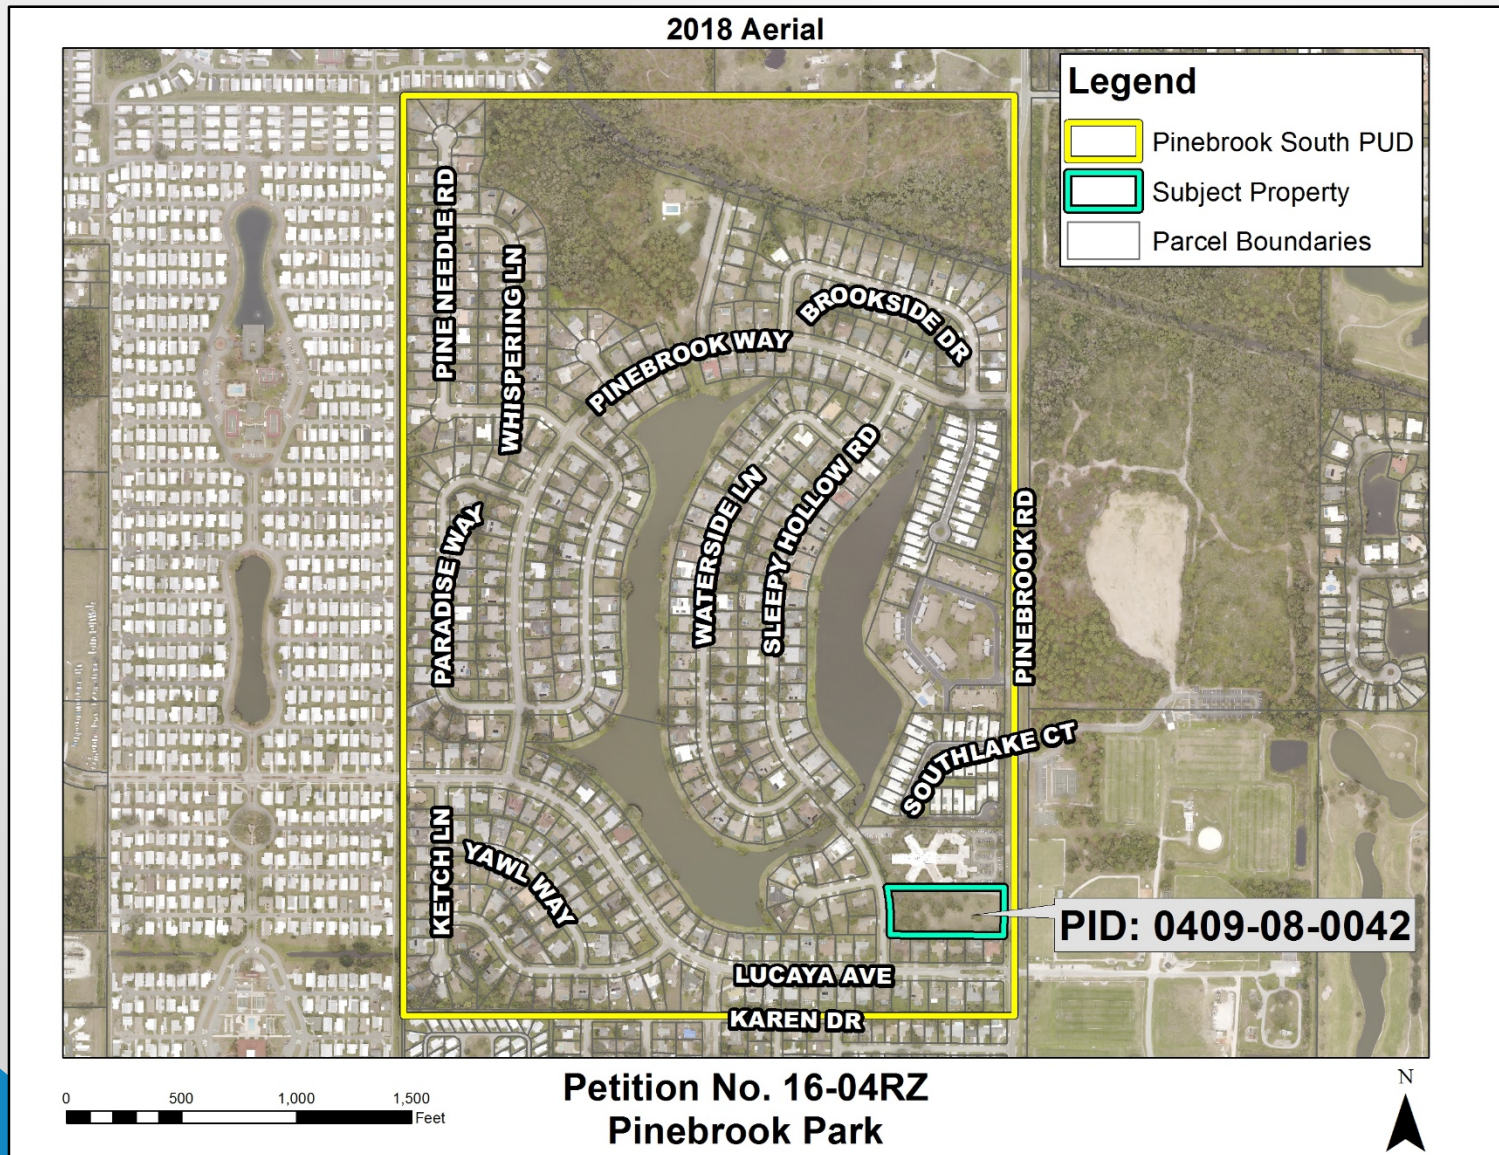 2018 Aerial
Legend
Pinebrook South PUD
Subject Property
Parcel Boundaries
PINE NEEDLE RD
WHISPERING LN
PINEBROOK WAY
BROOKSIDE DR
PARADISE WAY
WATERSIDE LN
SLEEPY HOLLOW RD
PINEBROOK RD
SOUTHLAKE CT
KETCH LN
YAWL WAY
PID: 0409-08-0042
LUCAYA AVE
KAREN DR
0 500 1,000 1,500
Feet
Petition No. 16-04RZ
Pinebrook Park
N